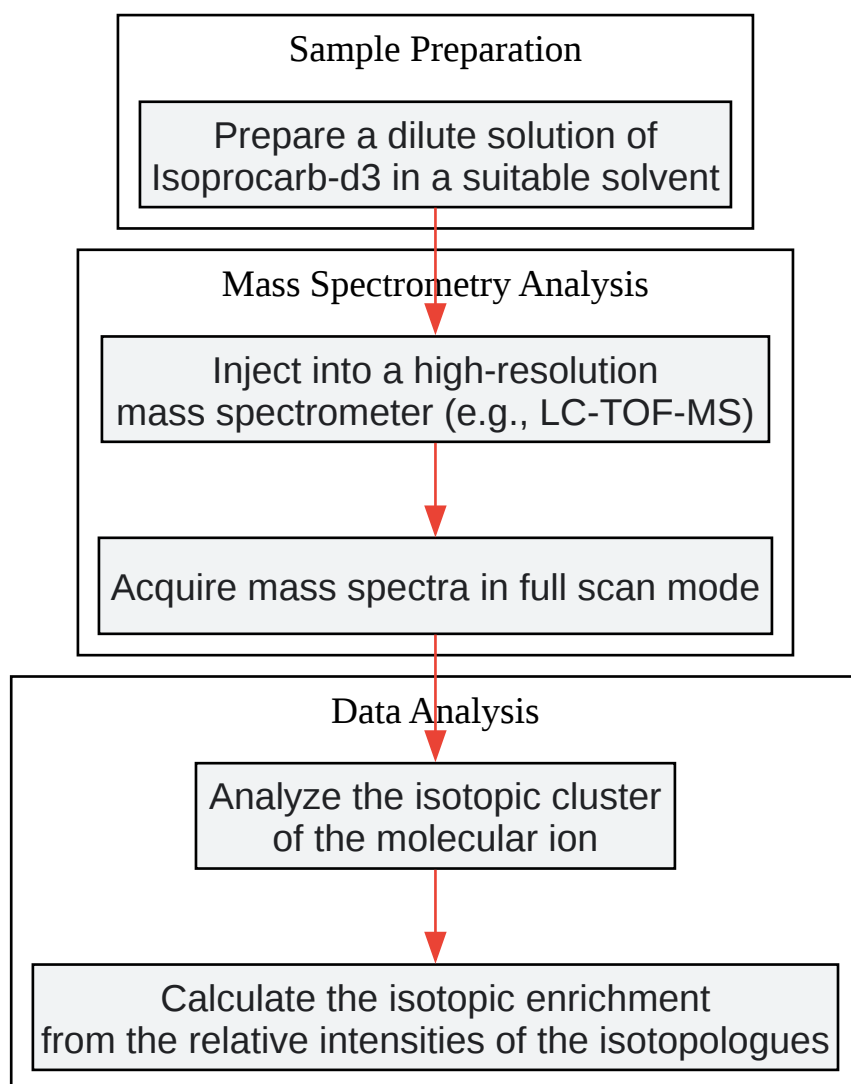 Sample Preparation
Prepare a dilute solution of
Isoprocarb-d3 in a suitable solvent
Mass Spectrometry Analysis
Inject into a high-resolution
mass spectrometer (e.g., LC-TOF-MS)
Acquire mass spectra in full scan mode
Data Analysis
Analyze the isotopic cluster
of the molecular ion
Calculate the isotopic enrichment
from the relative intensities of the isotopologues